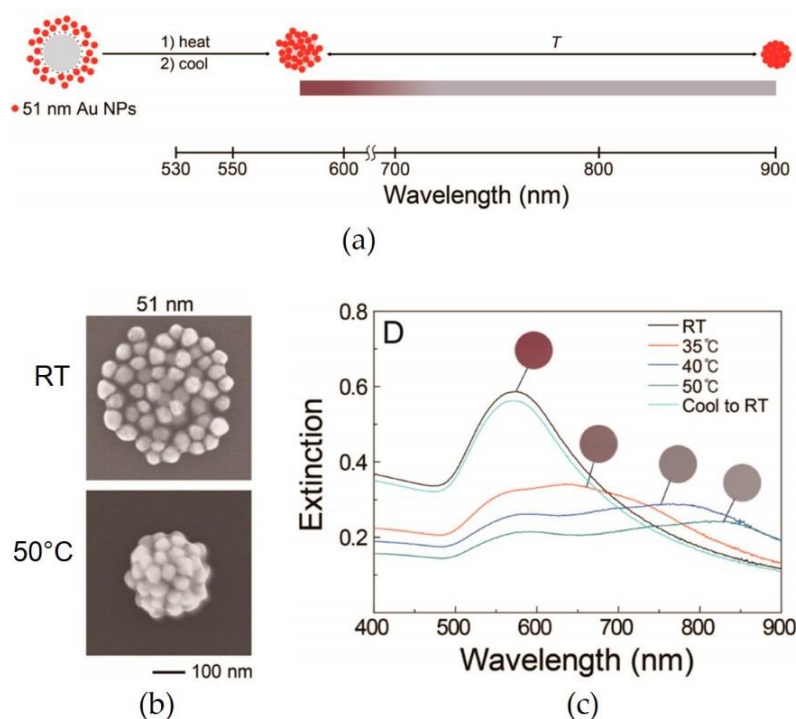 1) heat
2) cool
T
51 nm Au NPs
530 550 600 700 800 900
Wavelength (nm)
(a)
51 nm
RT
50°C
100 nm
(b)
D
RT
35℃
40℃
50℃
Cool to RT
0.8
0.6
0.4
0.2
Extinction
400 500 600 700 800 900
Wavelength (nm)
(c)